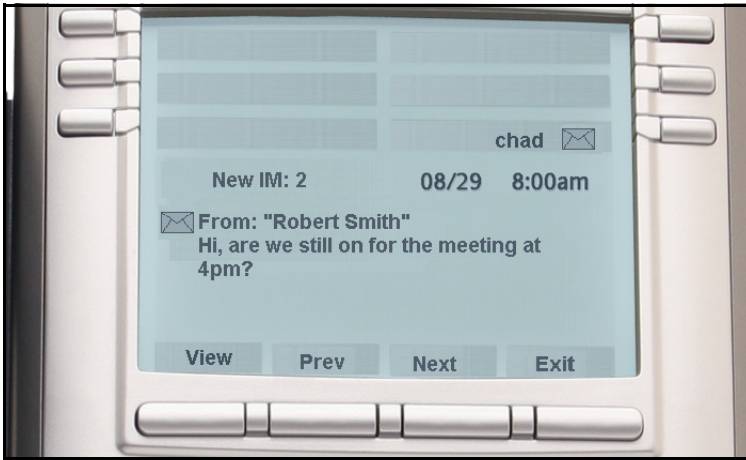 chad
New IM: 2 08/29 8:00am
From: "Robert Smith"
Hi, are we still on for the meeting at
4pm?
View Prev Next Exit